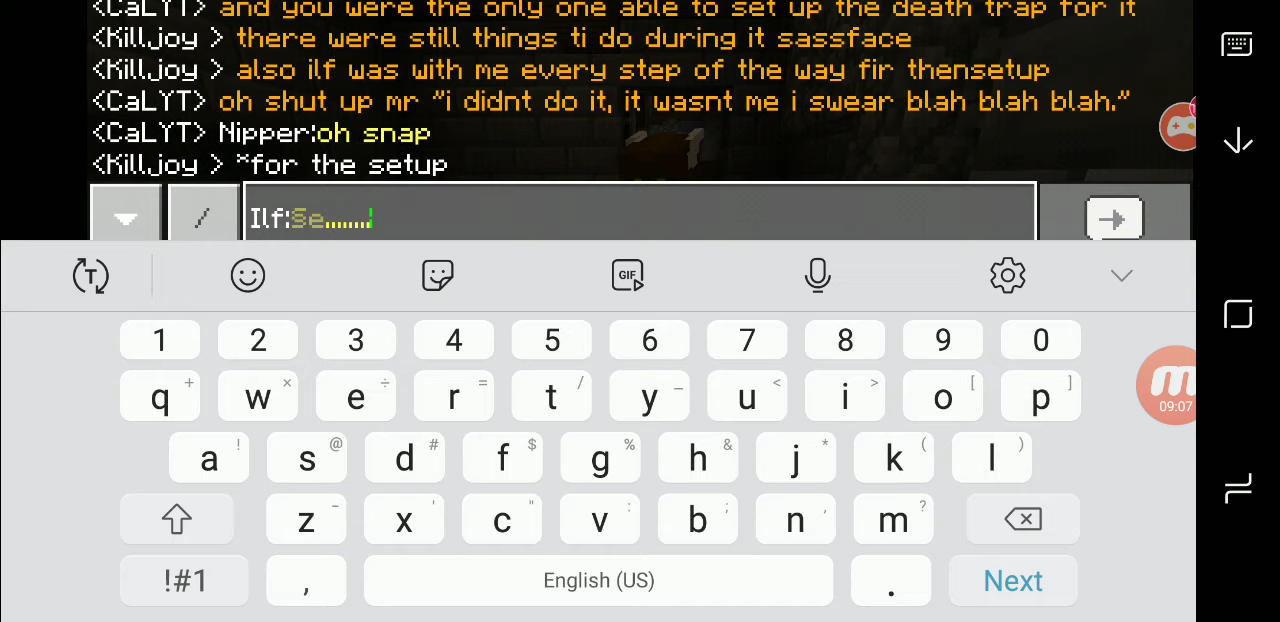 <CaLYT> and you were the only one able to set up the death trap for it
<Killjoy > there were still things ti do during it sassface
<Killjoy > also ilf was with me every step of the way fir thensetup
<CaLYT> oh shut up mr "i didnt do it, it wasnt me i swear blah blah blah."
<CaLYT> Nipper:oh snap
<Killjoy > *for the setup
/ Ilf:§e........
T GIF
1 2 3 4 5 6 7 8 9 0
q + w × e ÷ r = t / y _ u < i > o [ p ]
a ! s @ d # f $ g % h & j * k ( l )
z - x ' c " v : b ; n , m ?
!#1 , English (US) . Next
09:07